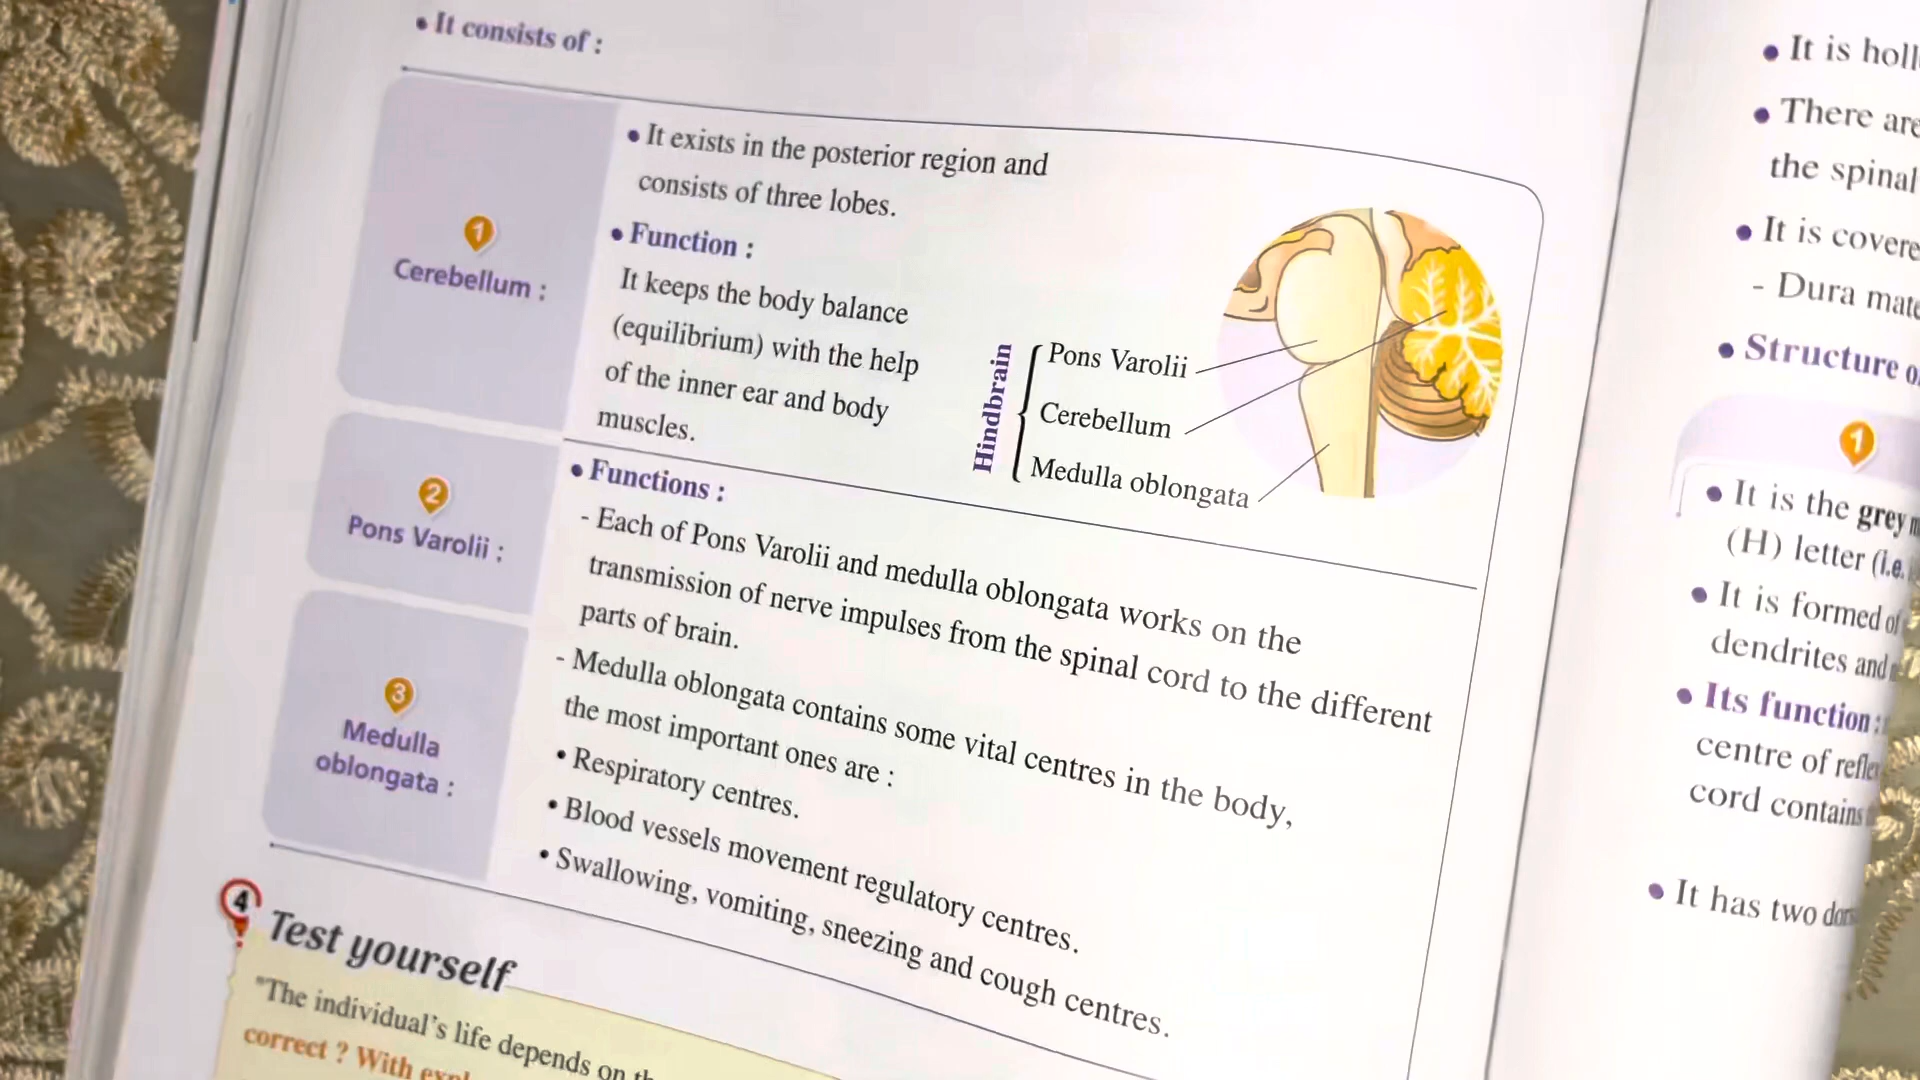 • It consists of :
1
Cerebellum :
• It exists in the posterior region and
consists of three lobes.
• Function :
It keeps the body balance
(equilibrium) with the help
of the inner ear and body
muscles.
Hindbrain
Pons Varolii
Cerebellum
Medulla oblongata
2
Pons Varolii :
3
Medulla
oblongata :
• Functions :
- Each of Pons Varolii and medulla oblongata works on the
transmission of nerve impulses from the spinal cord to the different
parts of brain.
- Medulla oblongata contains some vital centres in the body,
the most important ones are :
• Respiratory centres.
• Blood vessels movement regulatory centres.
• Swallowing, vomiting, sneezing and cough centres.
4
Test yourself
"The individual's life depends on
correct ? With
• It is
• There are
the spinal
• It is
- Dura
• Structure
1
• It is the grey
(H) letter (i.e.
• It is formed of
dendrites and
• Its function :
centre of
cord contains
• It has two